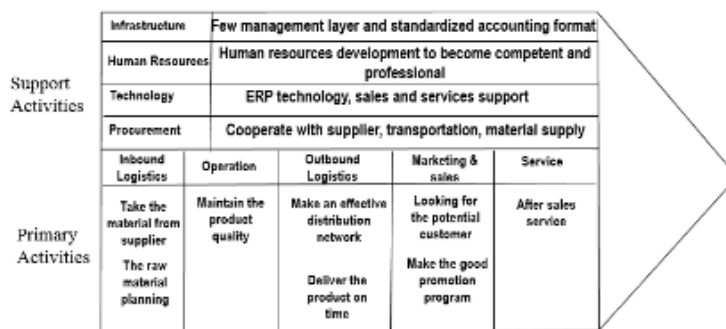 Infrastructure Few management layer and standardized accounting format
Human Resources Human resources development to become competent and
professional
Support
Activities
Technology ERP technology, sales and services support
Procurement Cooperate with supplier, transportation, material supply
Inbound
Logistics
Operation
Outbound
Logistics
Marketing &
sales
Service
Primary
Activities
Take the
material from
supplier
The raw
material
planning
Maintain the
product
quality
Make an effective
distribution
network
Deliver the
product on
time
Looking for
the potential
customer
Make the good
promotion
program
After sales
service